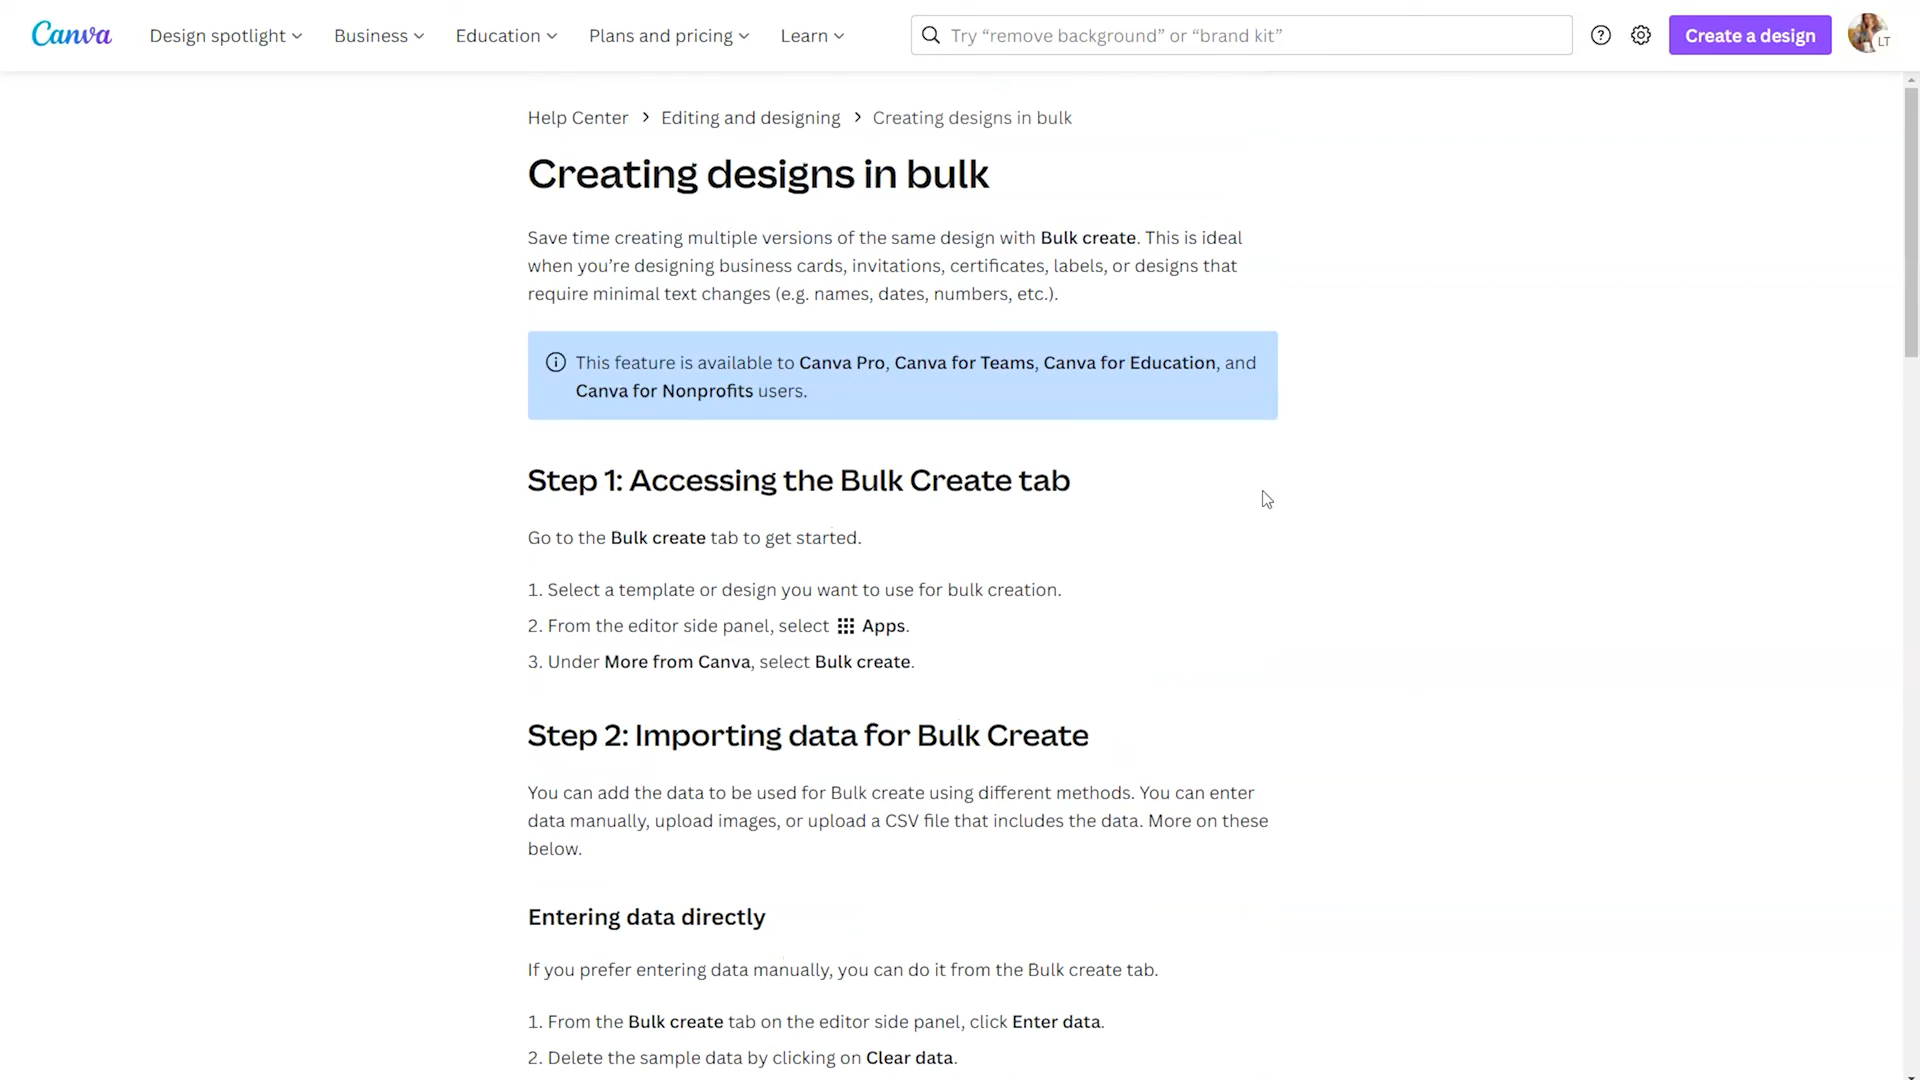 Canva
Design spotlight
Business
Education
Plans and pricing
Learn
Try “remove background” or “brand kit”
Create a design
LT
Help Center > Editing and designing > Creating designs in bulk
Creating designs in bulk
Save time creating multiple versions of the same design with Bulk create. This is ideal
when you’re designing business cards, invitations, certificates, labels, or designs that
require minimal text changes (e.g. names, dates, numbers, etc.).
This feature is available to Canva Pro, Canva for Teams, Canva for Education, and
Canva for Nonprofits users.
Step 1: Accessing the Bulk Create tab
Go to the Bulk create tab to get started.
1. Select a template or design you want to use for bulk creation.
2. From the editor side panel, select Apps.
3. Under More from Canva, select Bulk create.
Step 2: Importing data for Bulk Create
You can add the data to be used for Bulk create using different methods. You can enter
data manually, upload images, or upload a CSV file that includes the data. More on these
below.
Entering data directly
If you prefer entering data manually, you can do it from the Bulk create tab.
1. From the Bulk create tab on the editor side panel, click Enter data.
2. Delete the sample data by clicking on Clear data.